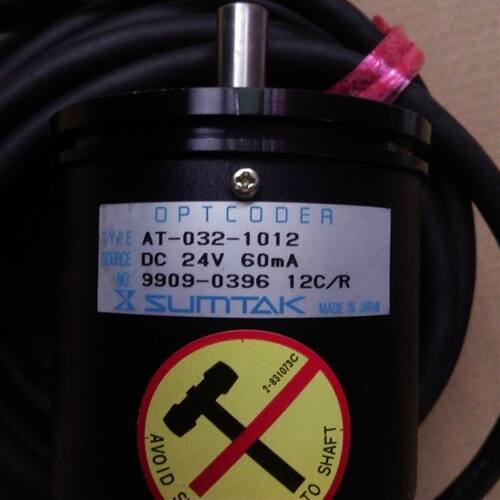 OPTCODER
TYPE AT-032-1012
SOURCE DC 24V 60mA
NO. 9909-0396 12C/R
SUMTAK MADE IN JAPAN
2-831073C
AVOID TO SHAFT